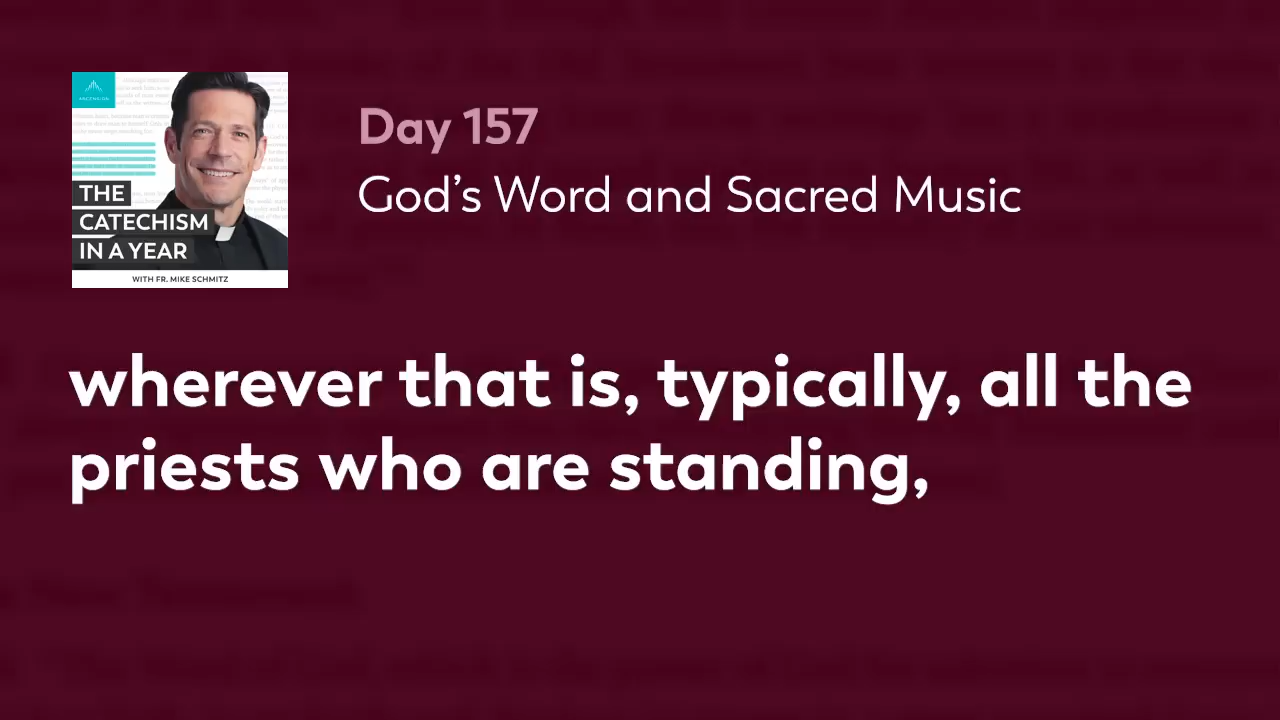 ASCENSION
THE
CATECHISM
IN A YEAR
WITH FR. MIKE SCHMITZ
Day 157
God’s Word and Sacred Music
wherever that is, typically, all the
priests who are standing,